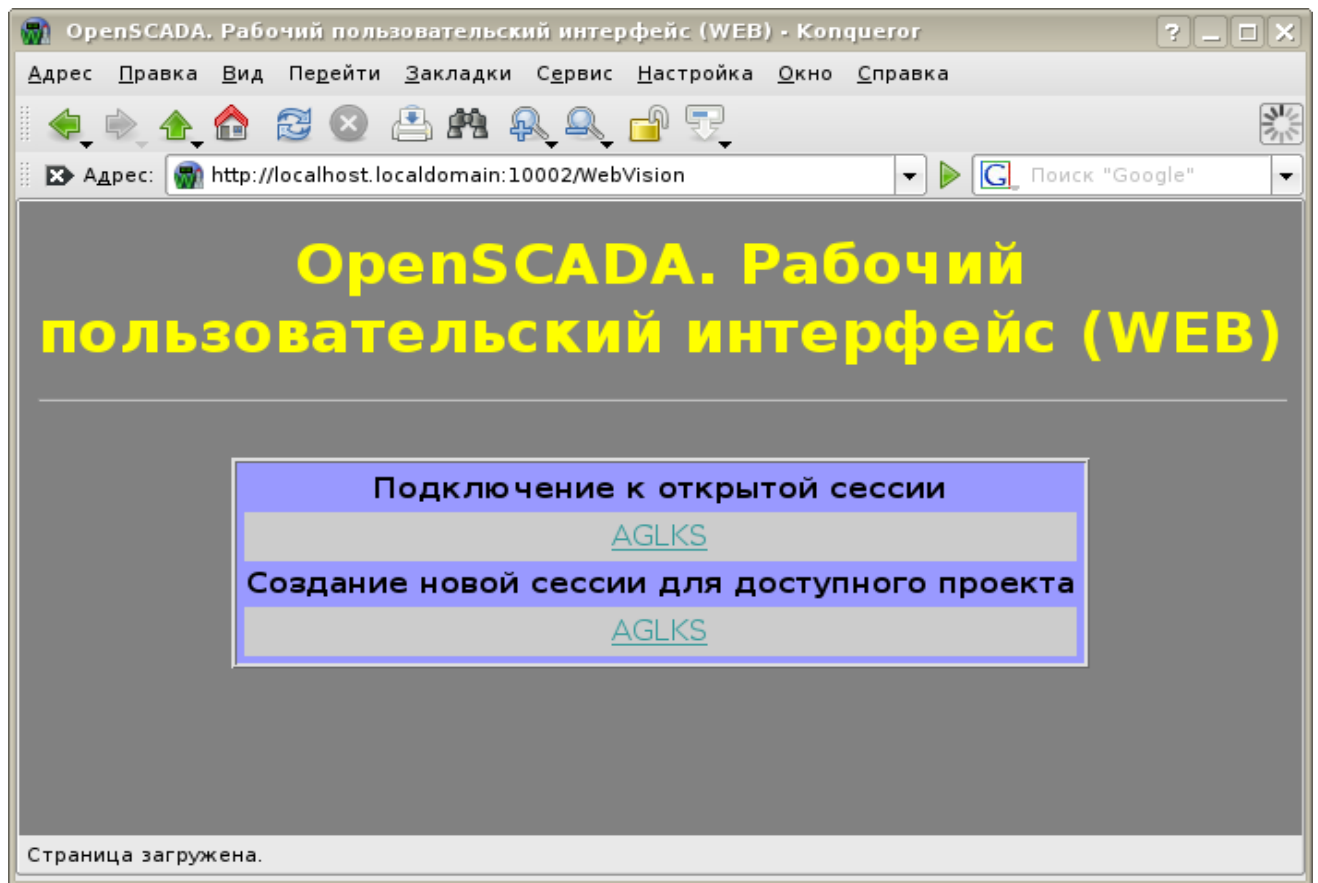 OpenSCADA. Рабочий пользовательский интерфейс (WEB) - Konqueror
Адрес Правка Вид Перейти Закладки Сервис Настройка Окно Справка
Адрес: http://localhost.localdomain:10002/WebVision G Поиск "Google"
OpenSCADA. Рабочий
пользовательский интерфейс (WEB)
Подключение к открытой сессии
AGLKS
Создание новой сессии для доступного проекта
AGLKS
Страница загружена.